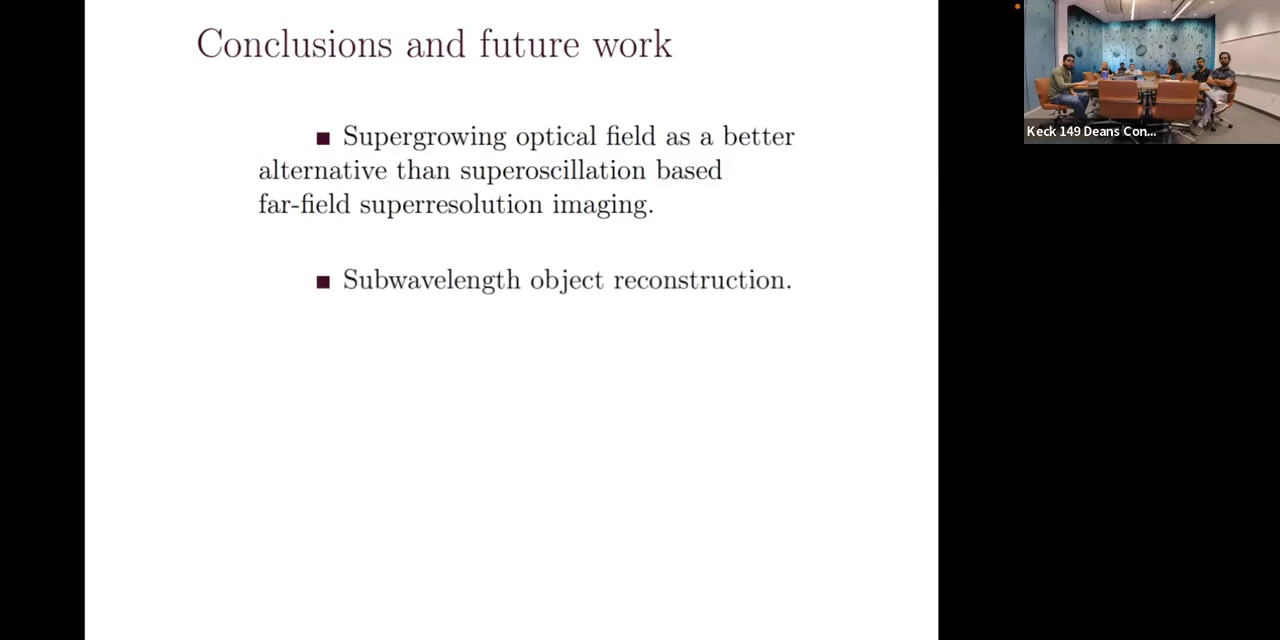 Conclusions and future work
■ Supergrowing optical field as a better
alternative than superoscillation based
far-field superresolution imaging.
■ Subwavelength object reconstruction.
Keck 149 Deans Con...